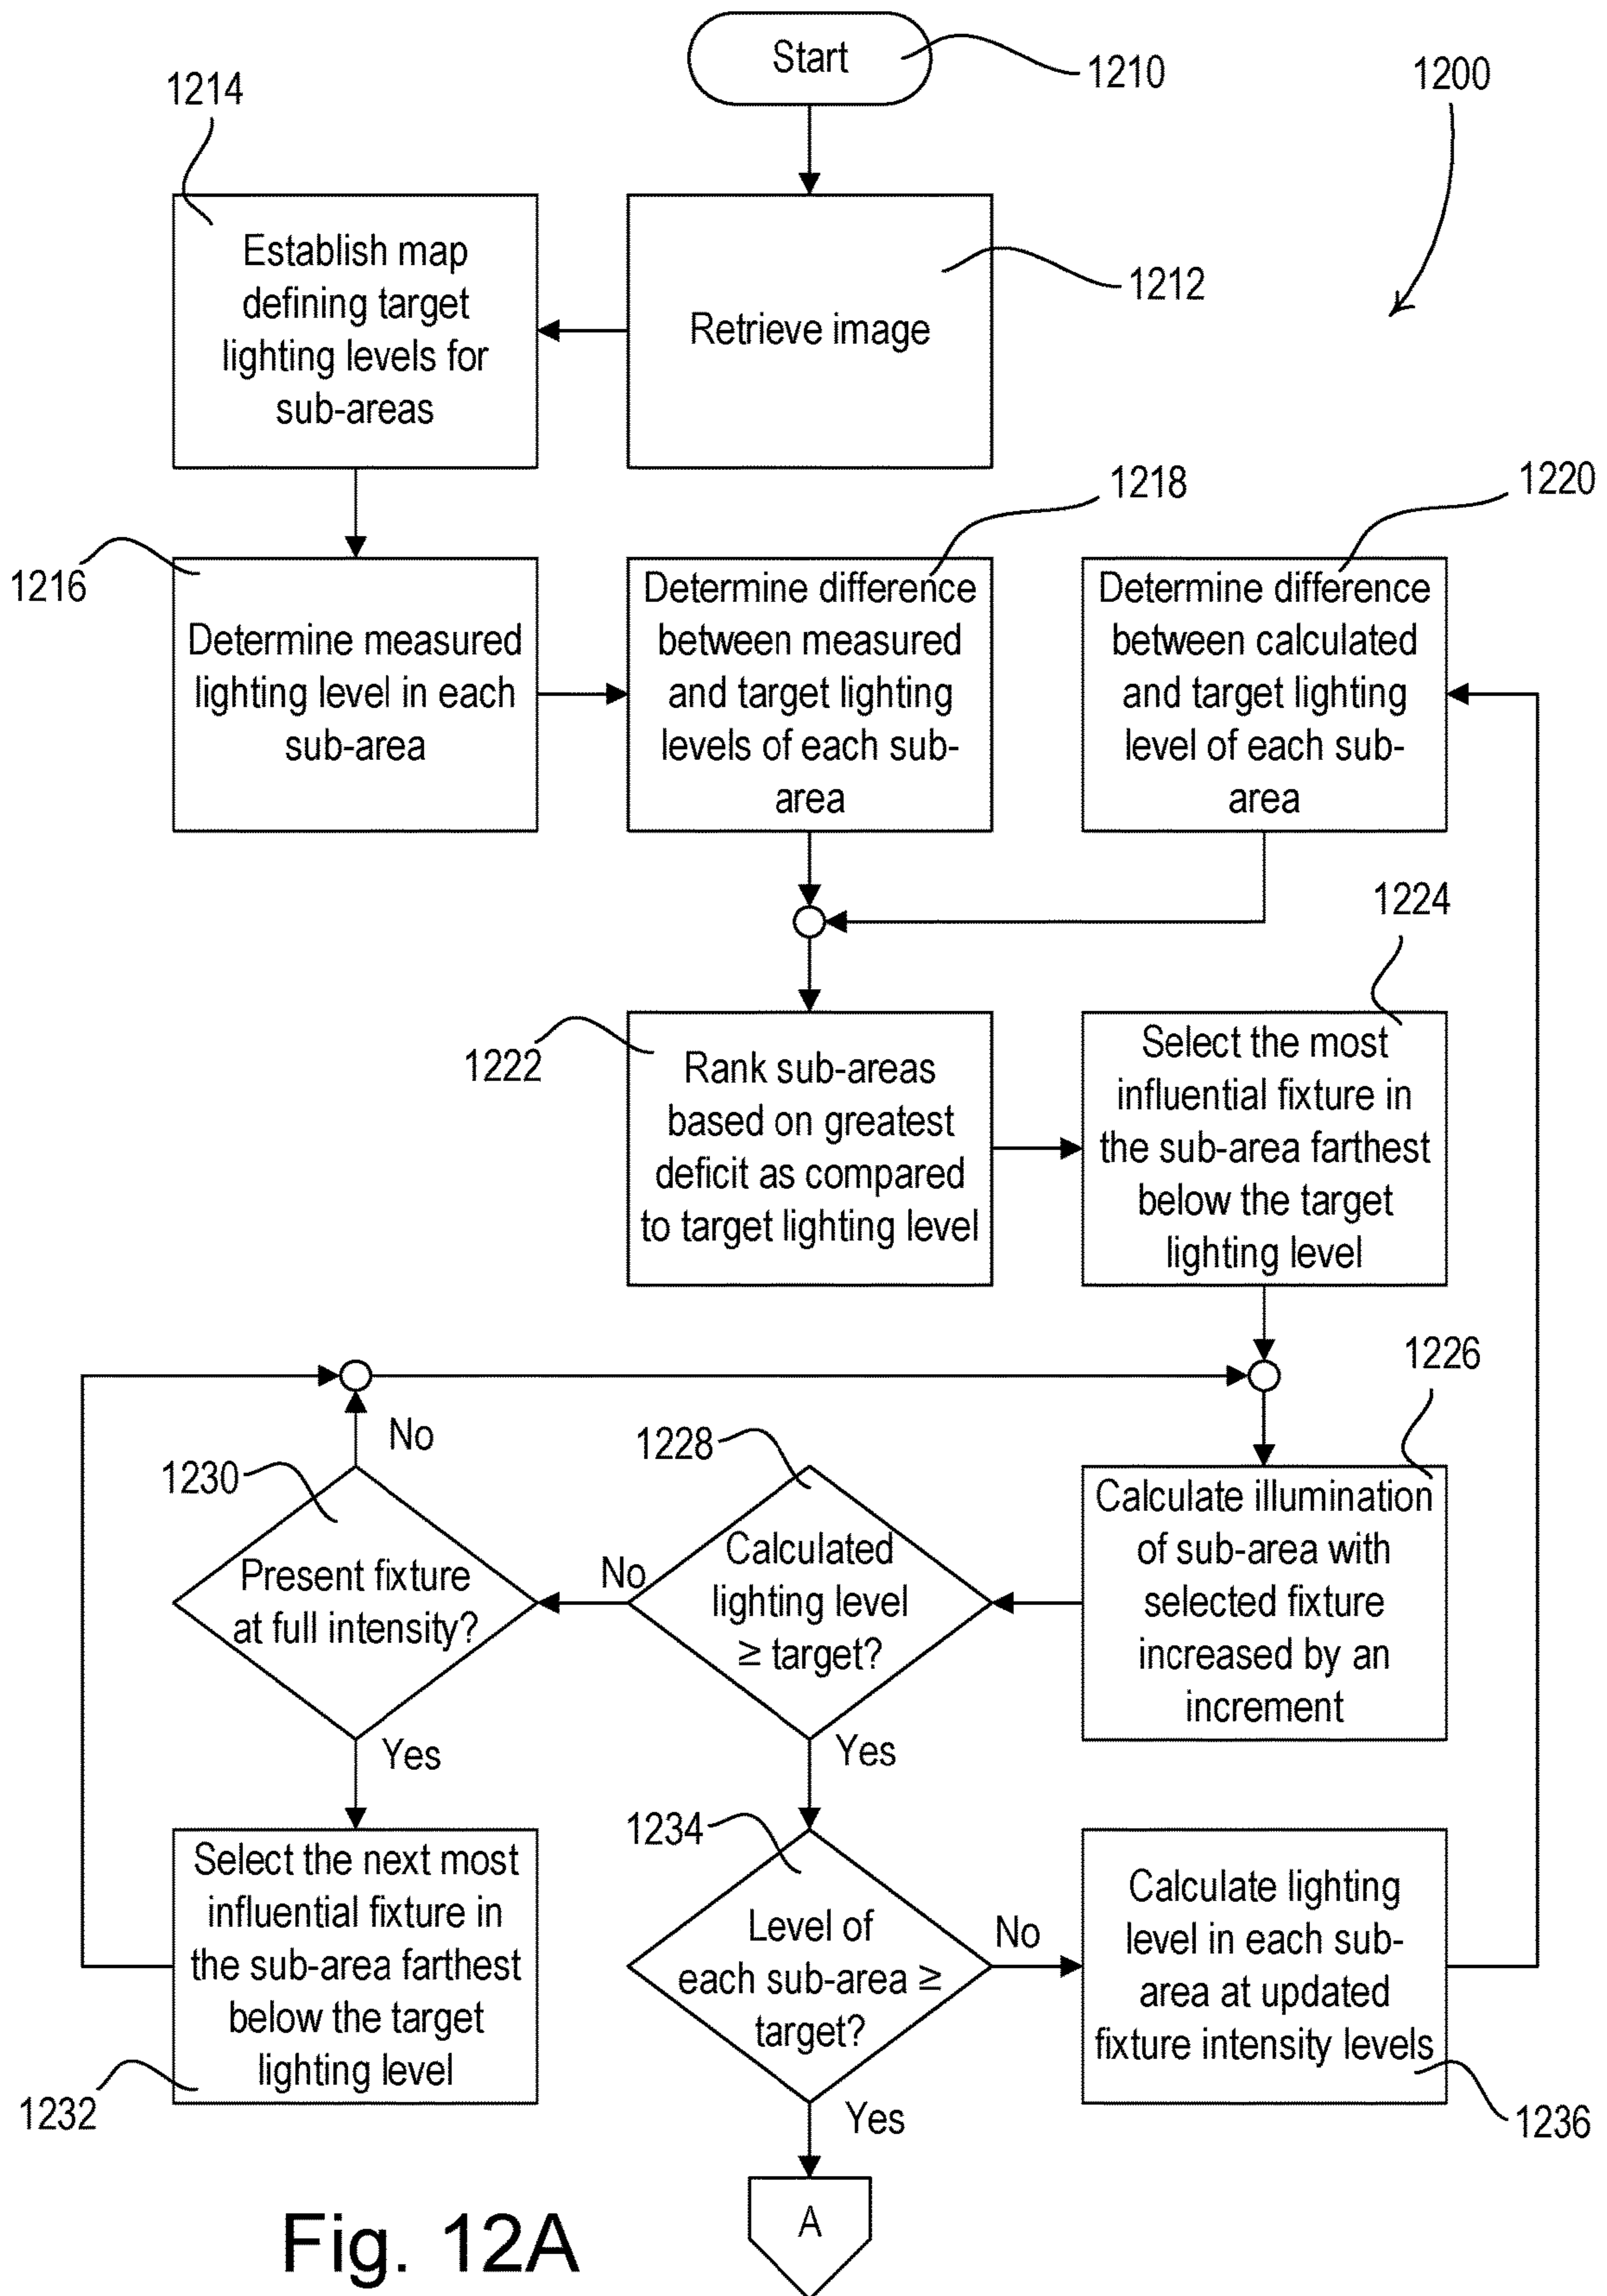 Start
1210
1200
1214
Establish map
defining target
lighting levels for
sub-areas
Retrieve image
1212
1216
Determine measured
lighting level in each
sub-area
1218
Determine difference
between measured
and target lighting
levels of each sub-
area
1220
Determine difference
between calculated
and target lighting
level of each sub-
area
1222
Rank sub-areas
based on greatest
deficit as compared
to target lighting level
1224
Select the most
influential fixture in
the sub-area farthest
below the target
lighting level
1226
Calculate illumination
of sub-area with
selected fixture
increased by an
increment
1228
Calculated
lighting level
≥ target?
No
Yes
1230
Present fixture
at full intensity?
No
Yes
1232
Select the next most
influential fixture in
the sub-area farthest
below the target
lighting level
1234
Level of
each sub-area ≥
target?
No
Yes
Calculate lighting
level in each sub-
area at updated
fixture intensity levels
1236
A
Fig. 12A